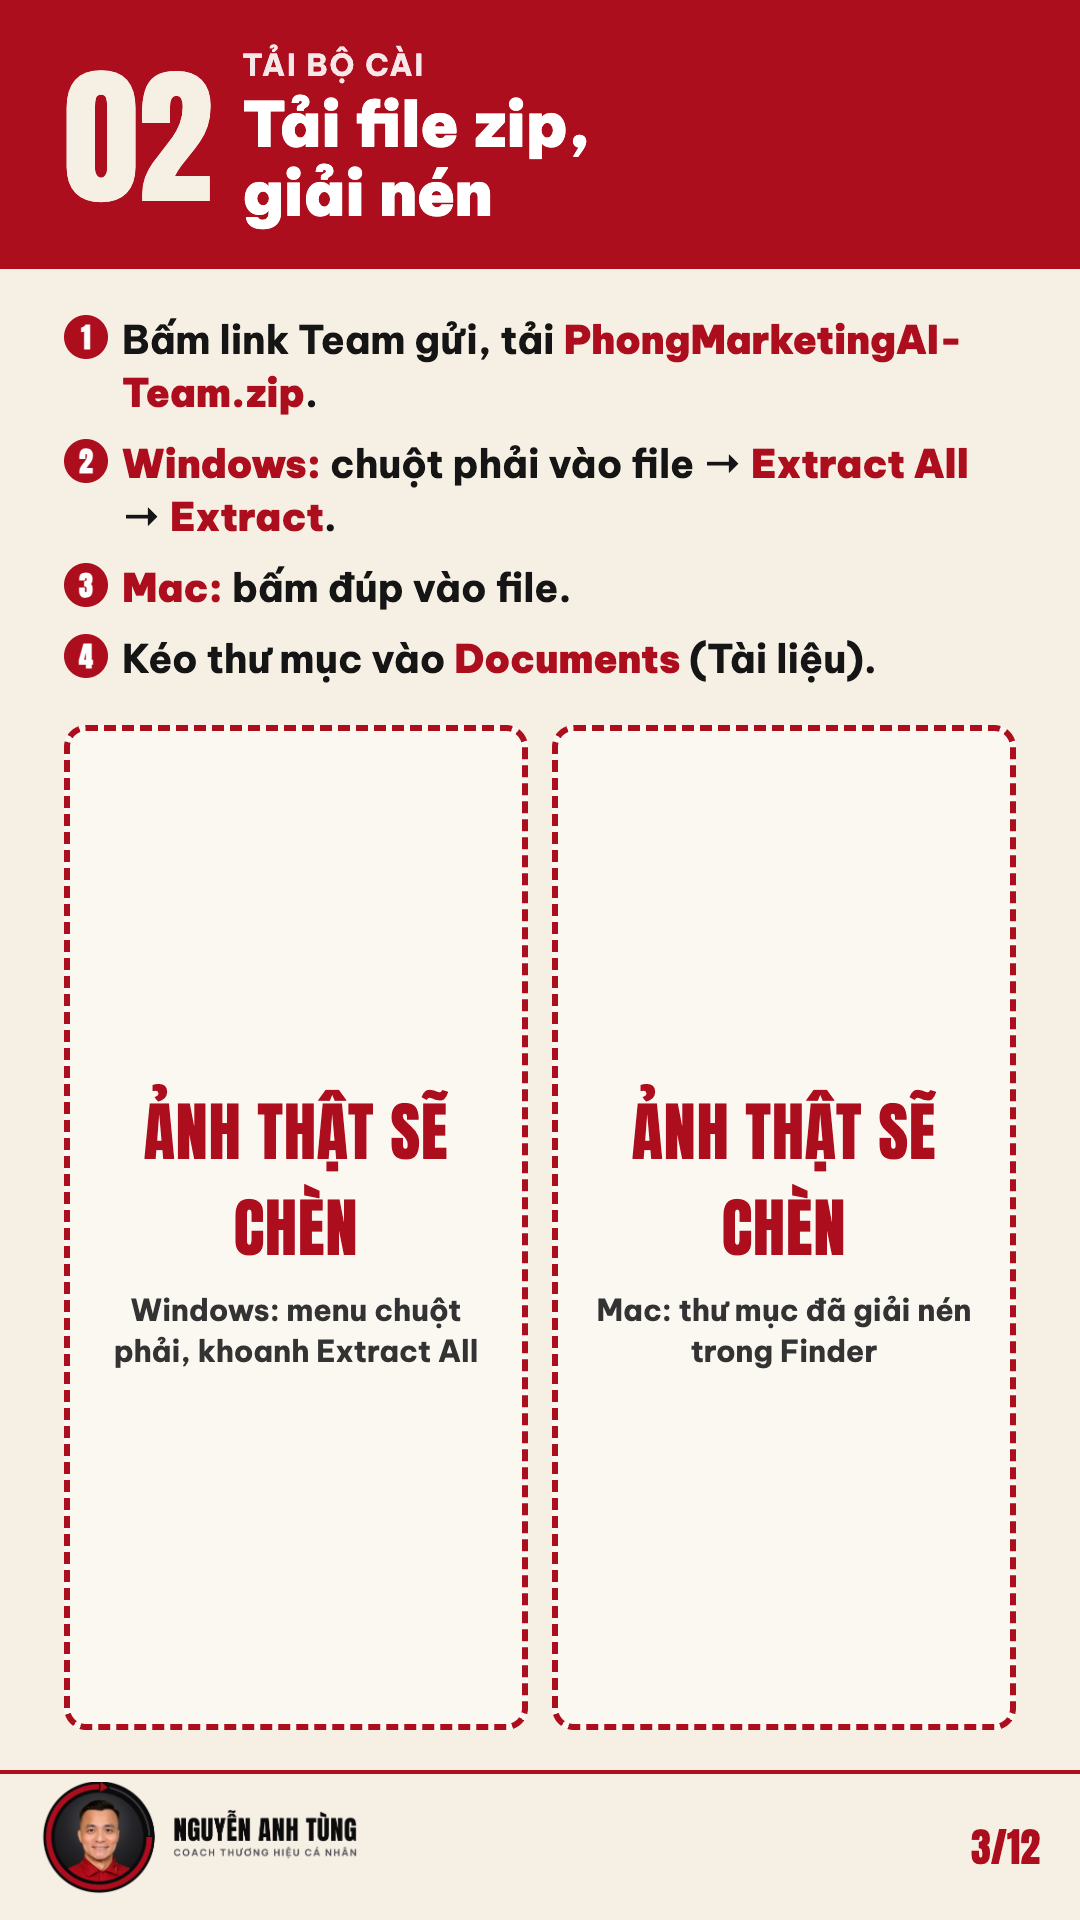 02
TẢI BỘ CÀI
Tải file zip,
giải nén
1 Bấm link Team gửi, tải PhongMarketingAI-
Team.zip.
2 Windows: chuột phải vào file → Extract All
→ Extract.
3 Mac: bấm đúp vào file.
4 Kéo thư mục vào Documents (Tài liệu).
ẢNH THẬT SẼ
CHÈN
Windows: menu chuột
phải, khoanh Extract All
ẢNH THẬT SẼ
CHÈN
Mac: thư mục đã giải nén
trong Finder
NGUYỄN ANH TÙNG
COACH THƯƠNG HIỆU CÁ NHÂN
3/12